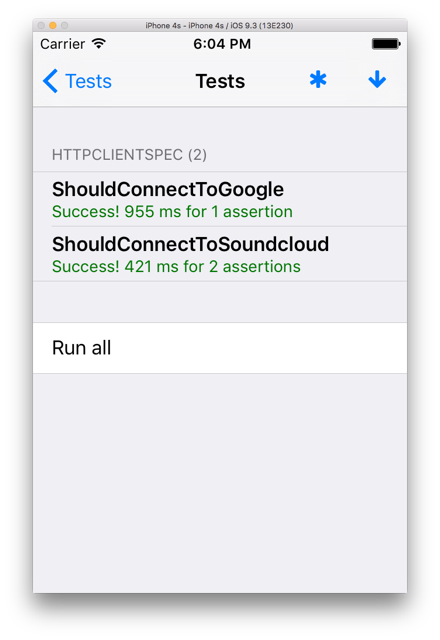 iPhone 4s - iPhone 4s / iOS 9.3 (13E230)
Carrier 6:04 PM
Tests Tests * 
HTTPCLIENTSPEC (2)
ShouldConnectToGoogle
Success! 955 ms for 1 assertion
ShouldConnectToSoundcloud
Success! 421 ms for 2 assertions
Run all